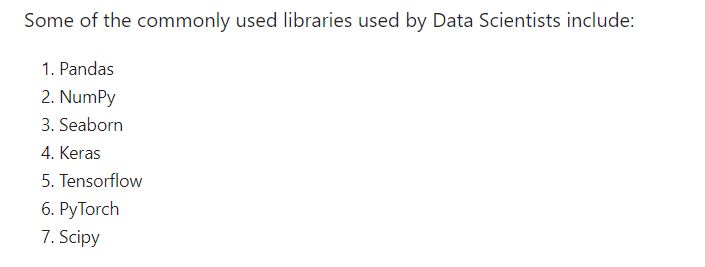 Some of the commonly used libraries used by Data Scientists include:
1. Pandas
2. NumPy
3. Seaborn
4. Keras
5. Tensorflow
6. PyTorch
7. Scipy